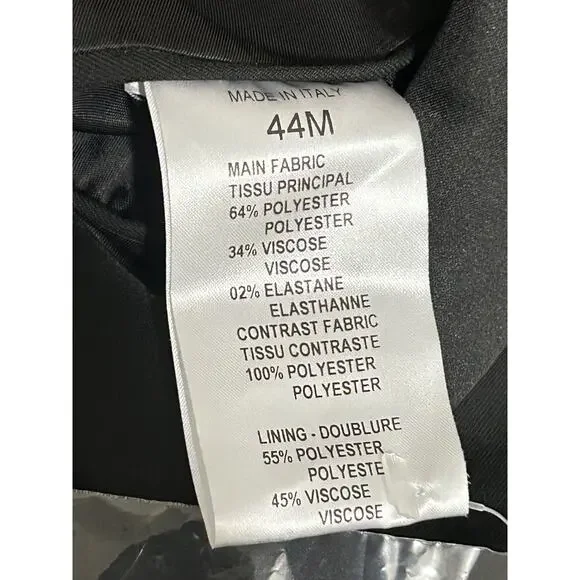 MADE IN ITALY
44M
MAIN FABRIC
TISSU PRINCIPAL
64% POLYESTER
POLYESTER
34% VISCOSE
VISCOSE
02% ELASTANE
ELASTHANNE
CONTRAST FABRIC
TISSU CONTRASTE
100% POLYESTER
POLYESTER
LINING - DOUBLURE
55% POLYESTER
POLYESTE
45% VISCOSE
VISCOSE